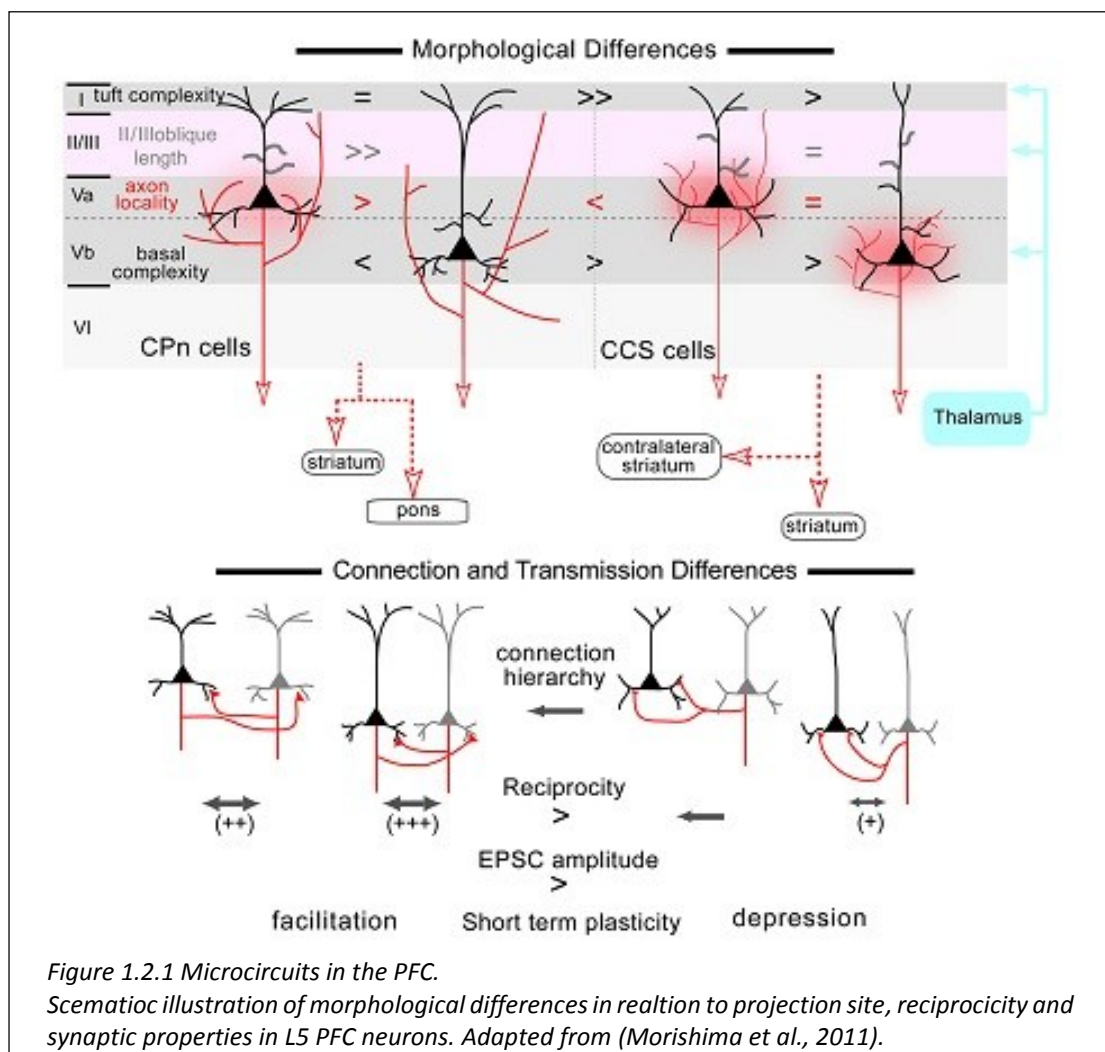 Morphological Differences
I tuft complexity = >> >
II/III II/IIIoblique
length >> =
Va axon
locality > < =
Vb basal
complexity < > >
VI
CPn cells CCS cells
Thalamus
striatum
pons
contralateral
striatum
striatum
Connection and Transmission Differences
connection
hierarchy
Reciprocity
>
(++) (+++) (+)
EPSC amplitude
>
facilitation Short term plasticity depression
Figure 1.2.1 Microcircuits in the PFC.
Scematioc illustration of morphological differences in realtion to projection site, reciprocicity and
synaptic properties in L5 PFC neurons. Adapted from (Morishima et al., 2011).